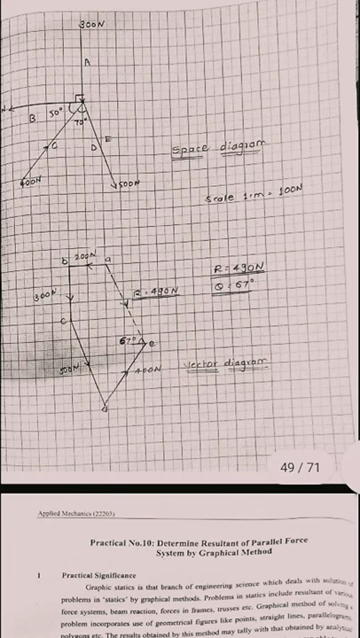 300N
A
B 50°
70°
C D E
400N
500N
Space diagram
Scale 1cm = 100N
b 200N a
300N
R = 490N
R = 490N
Q = 67°
c
67° e
500N
400N
Vector diagram
d
49 / 71
Applied Mechanics (22203)
Practical No.10: Determine Resultant of Parallel Force
System by Graphical Method
1 Practical Significance
Graphic statics is that branch of engineering science which deals with solution of
problems in 'statics' by graphical methods. Problems in statics include resultant of various
force systems, beam reaction, forces in frames, trusses etc. Graphical method of solving a
problem incorporates use of geometrical figures like points, straight lines, parallelograms,
polygons etc. The results obtained by this method may tally with that obtained by analytical